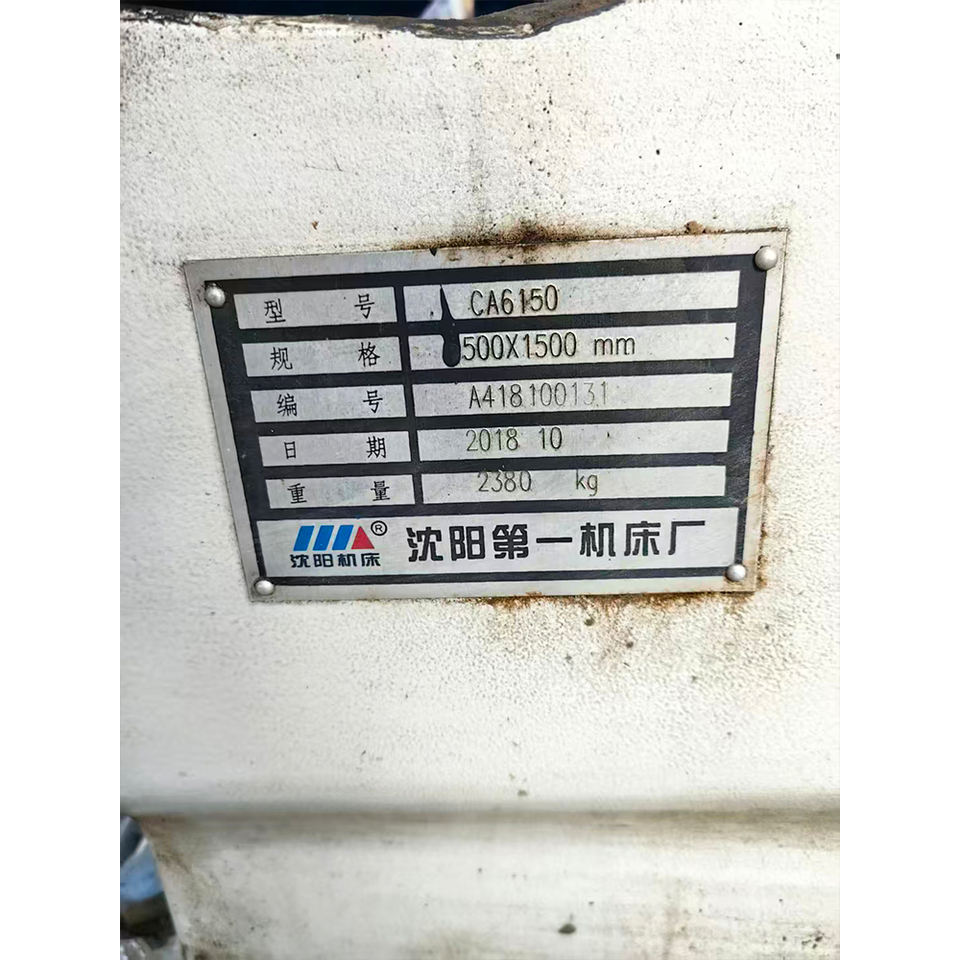 型号 CA6150
规格 500X1500 mm
编号 A418100131
日期 2018 10
重量 2380 kg
沈阳机床® 沈阳第一机床厂